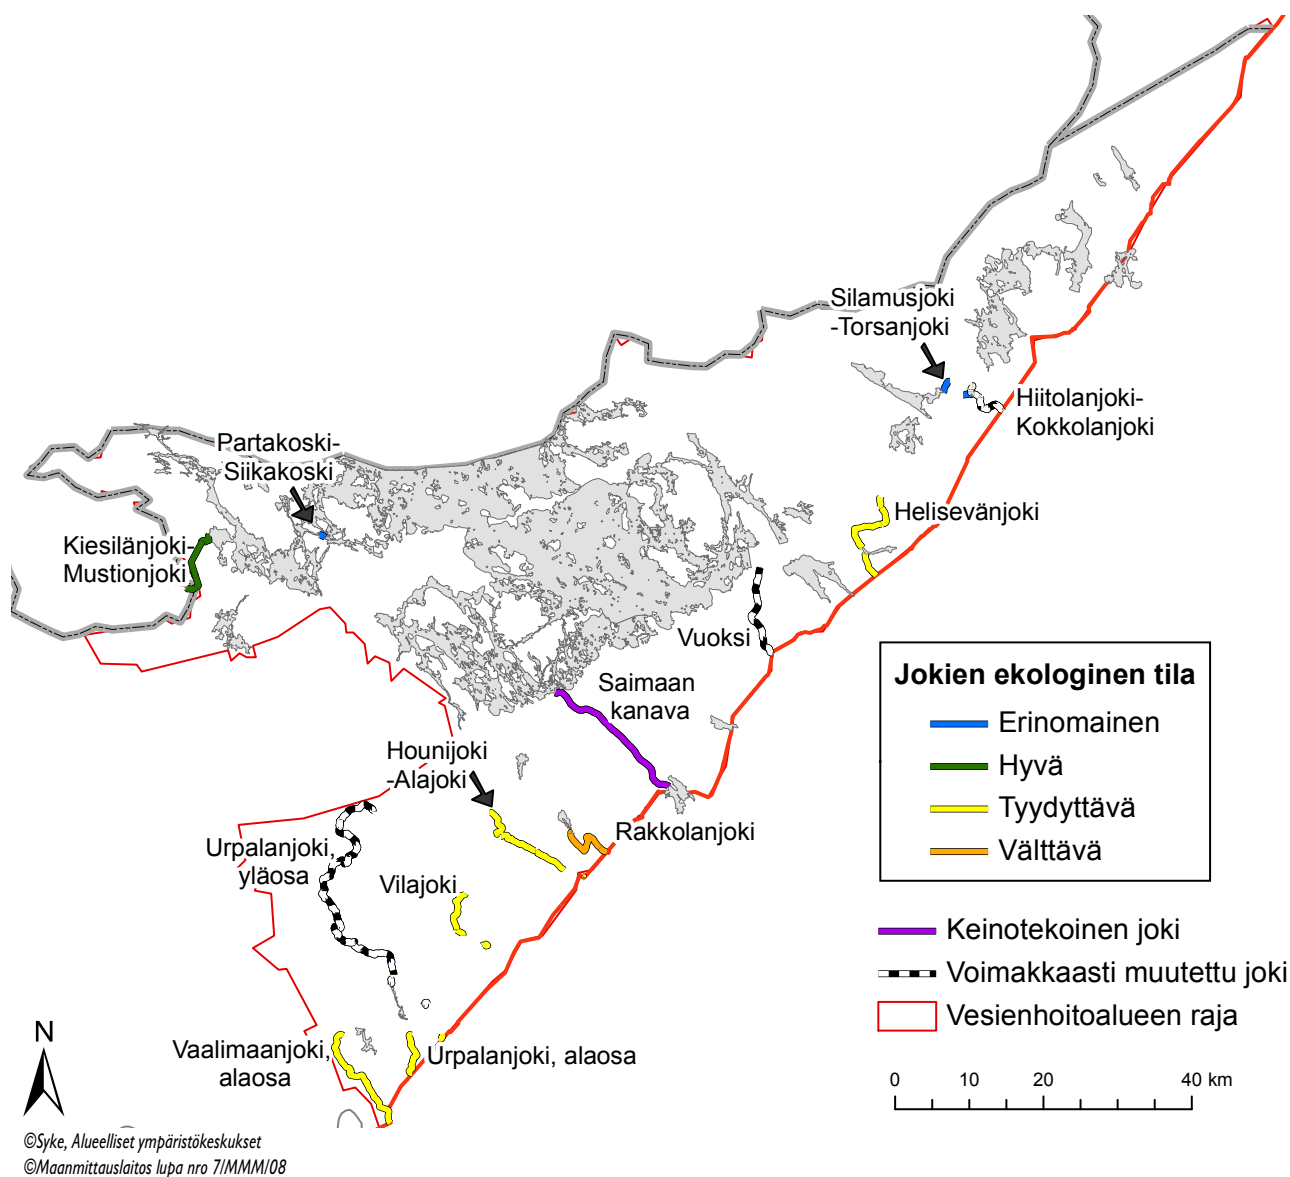 Silamusjoki
-Torsanjoki
Hiitolanjoki-
Kokkolanjoki
Partakoski-
Siikakoski
Helisevänjoki
Kiesilänjoki-
Mustionjoki
Vuoksi
Saimaan
kanava
Hounijoki
-Alajoki
Rakkolanjoki
Urpalanjoki,
yläosa
Vilajoki
Vaalimaanjoki,
alaosa
Urpalanjoki, alaosa
Jokien ekologinen tila
Erinomainen
Hyvä
Tyydyttävä
Välttävä
Keinotekoinen joki
Voimakkaasti muutettu joki
Vesienhoitoalueen raja
N
0 10 20 40 km
©Syke, Alueelliset ympäristökeskukset
©Maanmittauslaitos lupa nro 7/MMM/08